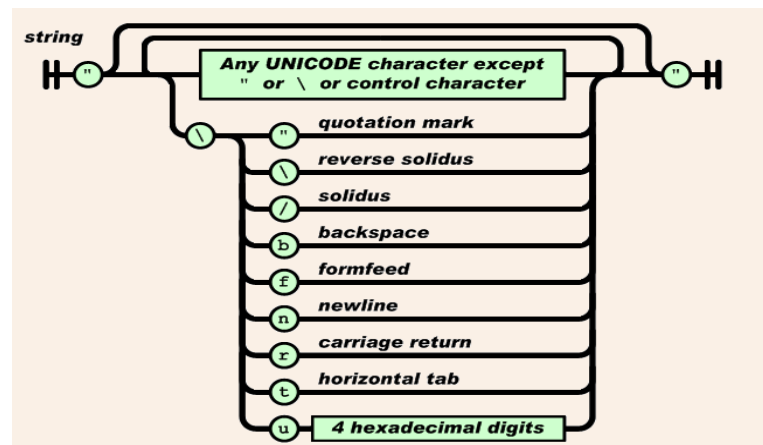 string
" Any UNICODE character except "
" or \ or control character
\ " quotation mark
\ reverse solidus
/ solidus
b backspace
f formfeed
n newline
r carriage return
t horizontal tab
u 4 hexadecimal digits